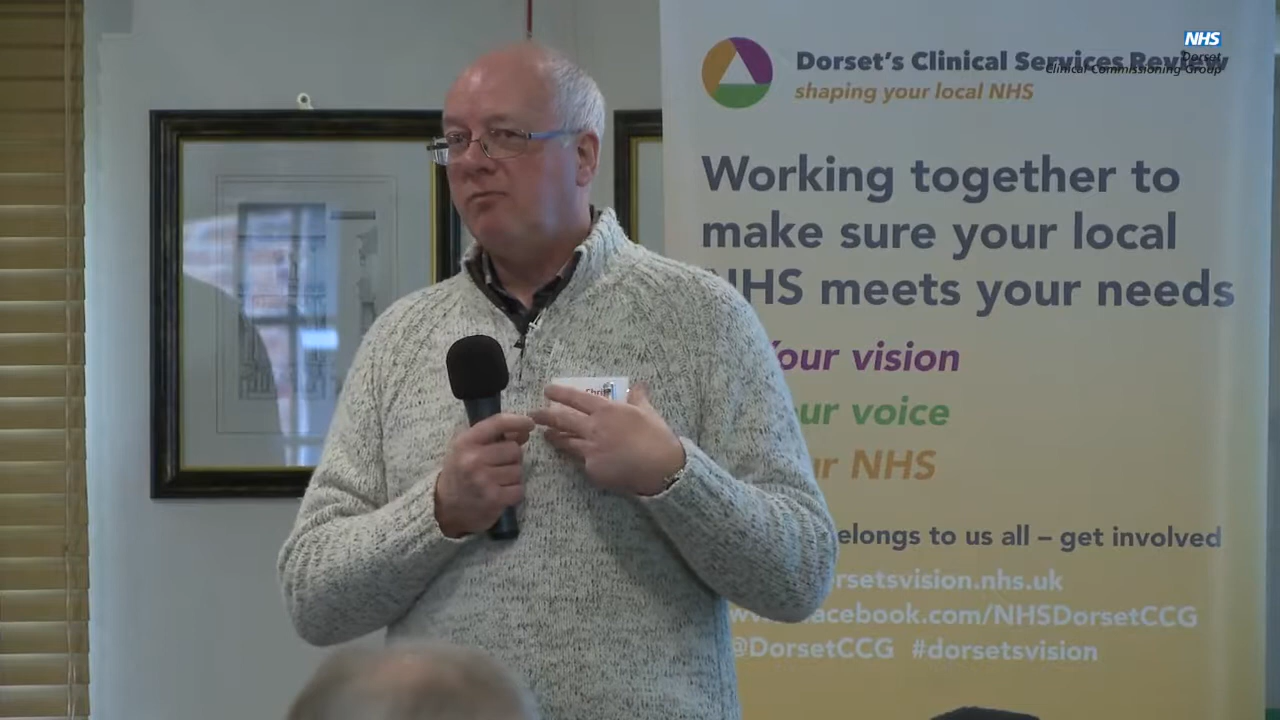 NHS
Dorset
Clinical Commissioning Group
Dorset's Clinical Services Review
shaping your local NHS
Working together to
make sure your local
NHS meets your needs
our vision
ur voice
NHS
elongs to us all – get involved
orsetsvision.nhs.uk
facebook.com/NHSDorsetCCG
@DorsetCCG #dorsetsvision